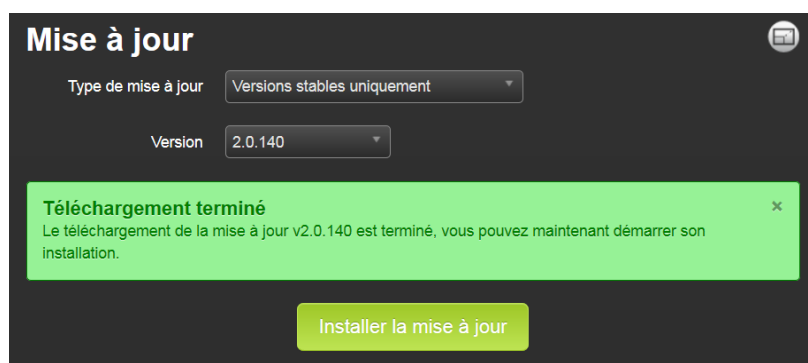 Mise à jour
Type de mise à jour Versions stables uniquement
Version 2.0.140
Téléchargement terminé
Le téléchargement de la mise à jour v2.0.140 est terminé, vous pouvez maintenant démarrer son
installation.
Installer la mise à jour